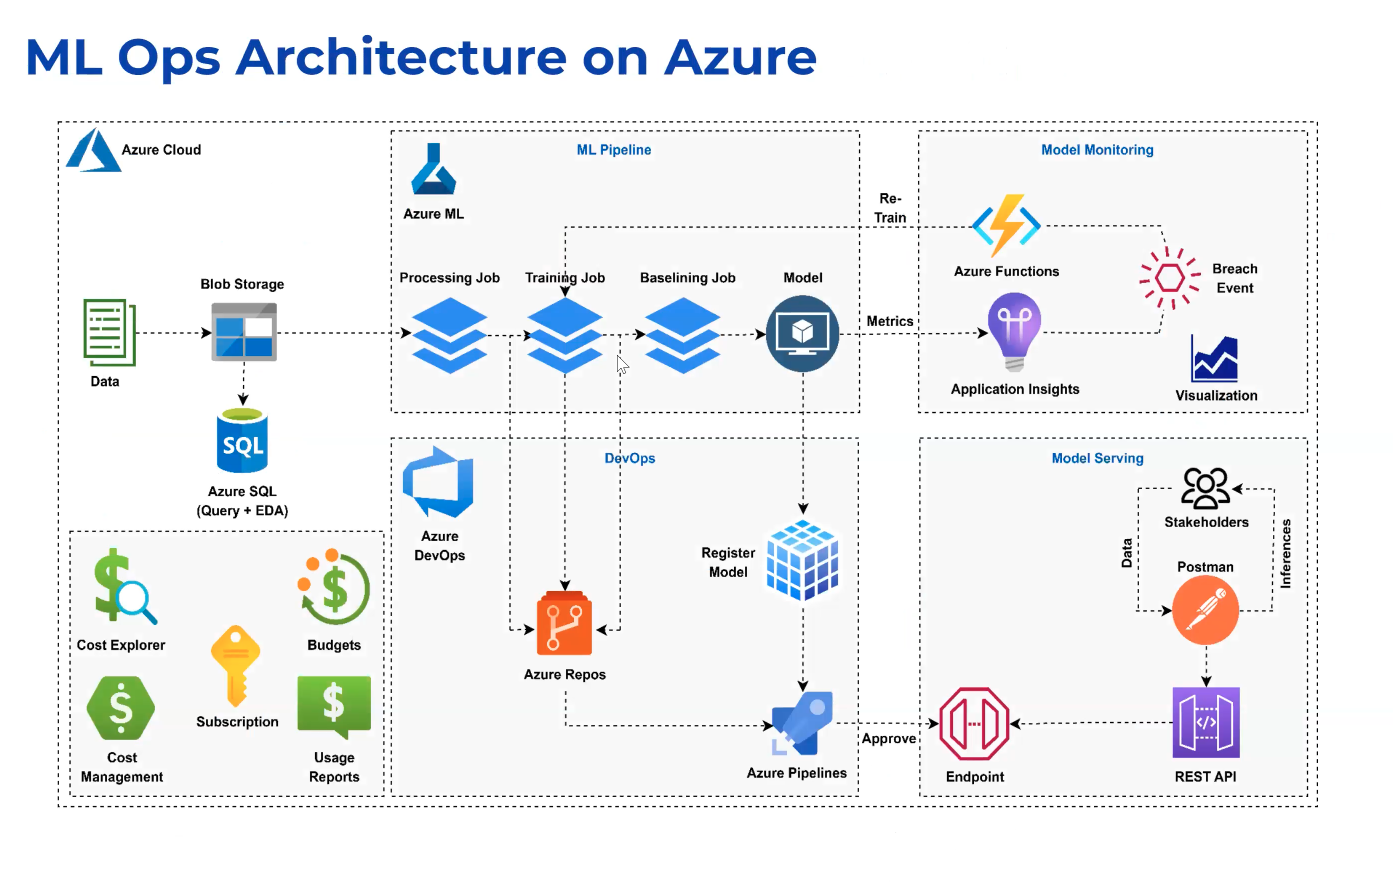 ML Ops Architecture on Azure
Azure Cloud
ML Pipeline
Model Monitoring
Azure ML
Re-
Train
Azure Functions
Breach
Event
Blob Storage
Processing Job
Training Job
Baselining Job
Model
Metrics
Data
Application Insights
Visualization
SQL
Azure SQL
(Query + EDA)
DevOps
Azure
DevOps
Register
Model
Azure Repos
Azure Pipelines
Approve
Model Serving
Stakeholders
Data
Inferences
Postman
Endpoint
REST API
Cost Explorer
Budgets
Subscription
Cost
Management
Usage
Reports